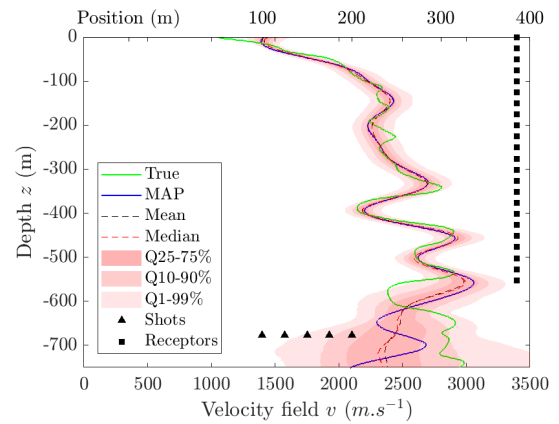 Position (m) 100 200 300 400
0
-100
-200
-300
-400
-500
-600
-700
Depth z (m)
True
MAP
Mean
Median
Q25-75%
Q10-90%
Q1-99%
Shots
Receptors
0 500 1000 1500 2000 2500 3000 3500
Velocity field v (m.s⁻¹)